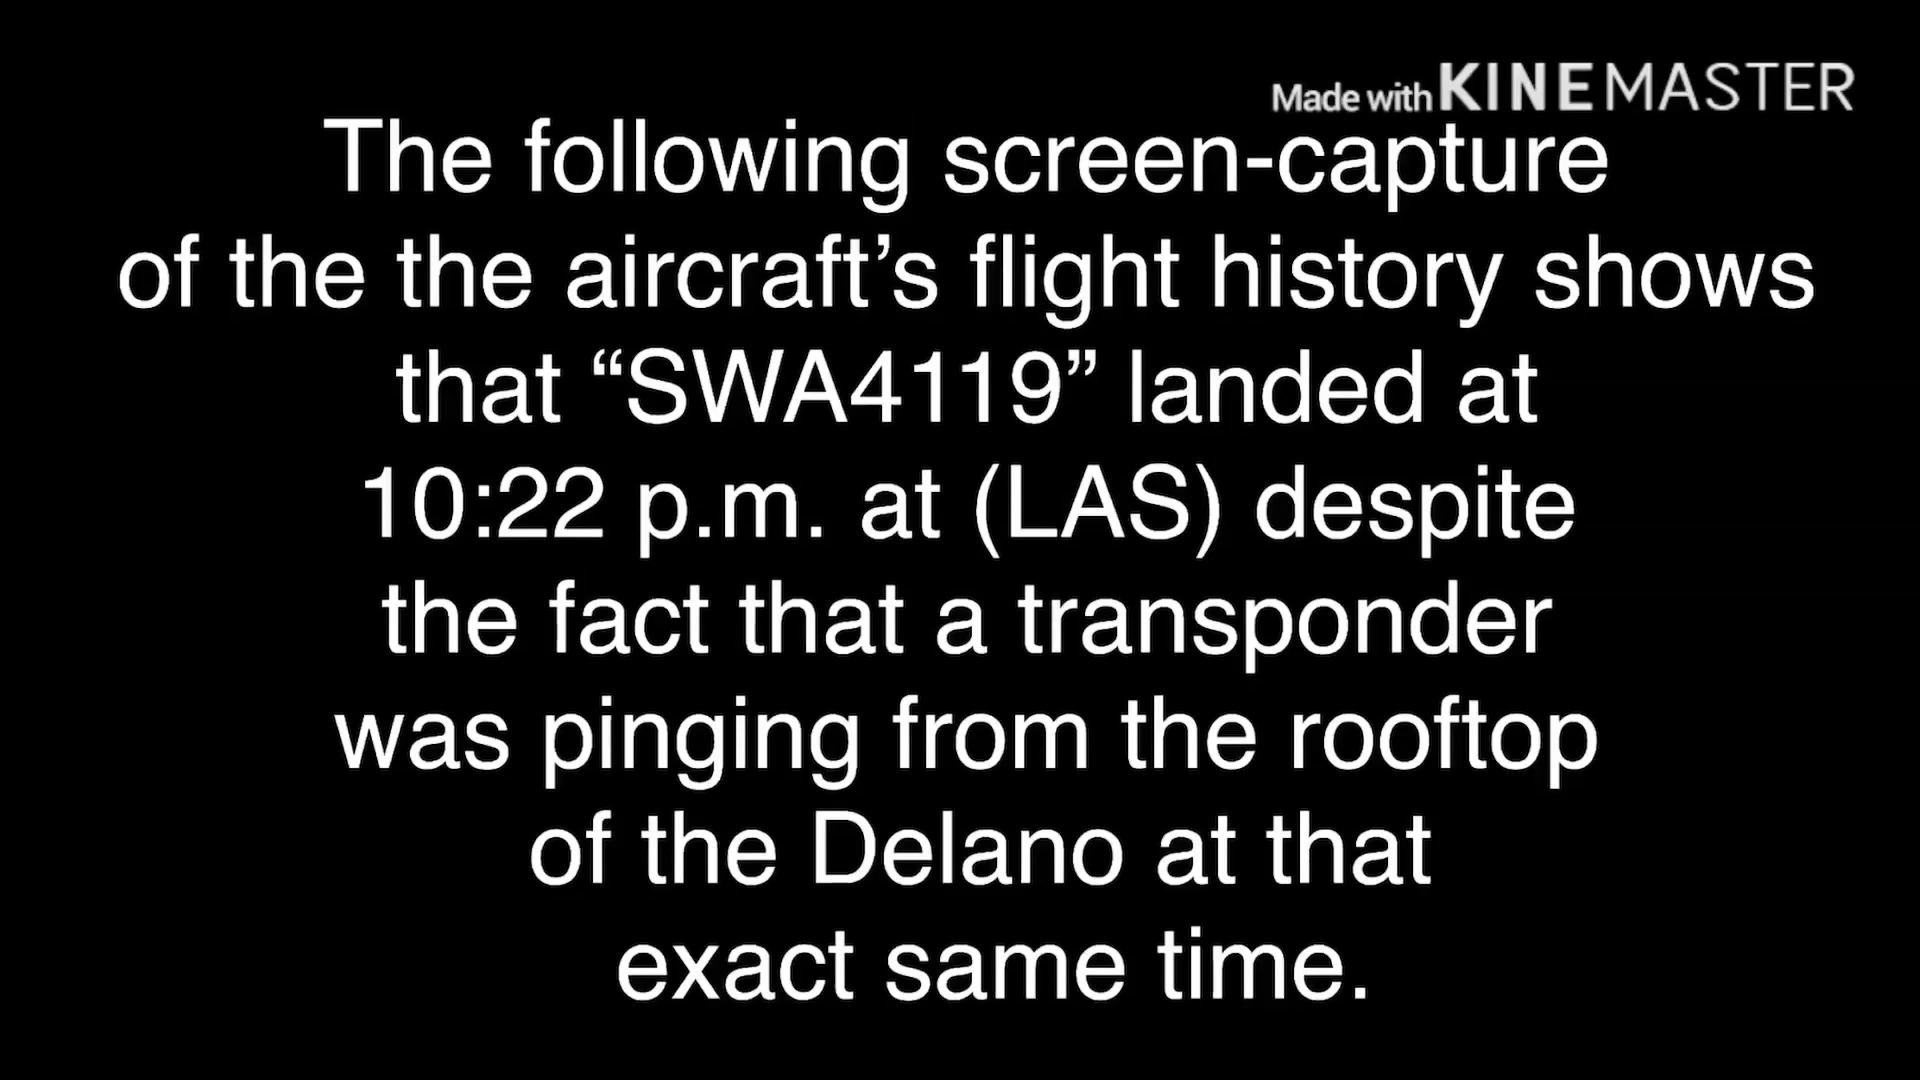 Made with KINEMASTER
The following screen-capture
of the the aircraft’s flight history shows
that “SWA4119” landed at
10:22 p.m. at (LAS) despite
the fact that a transponder
was pinging from the rooftop
of the Delano at that
exact same time.